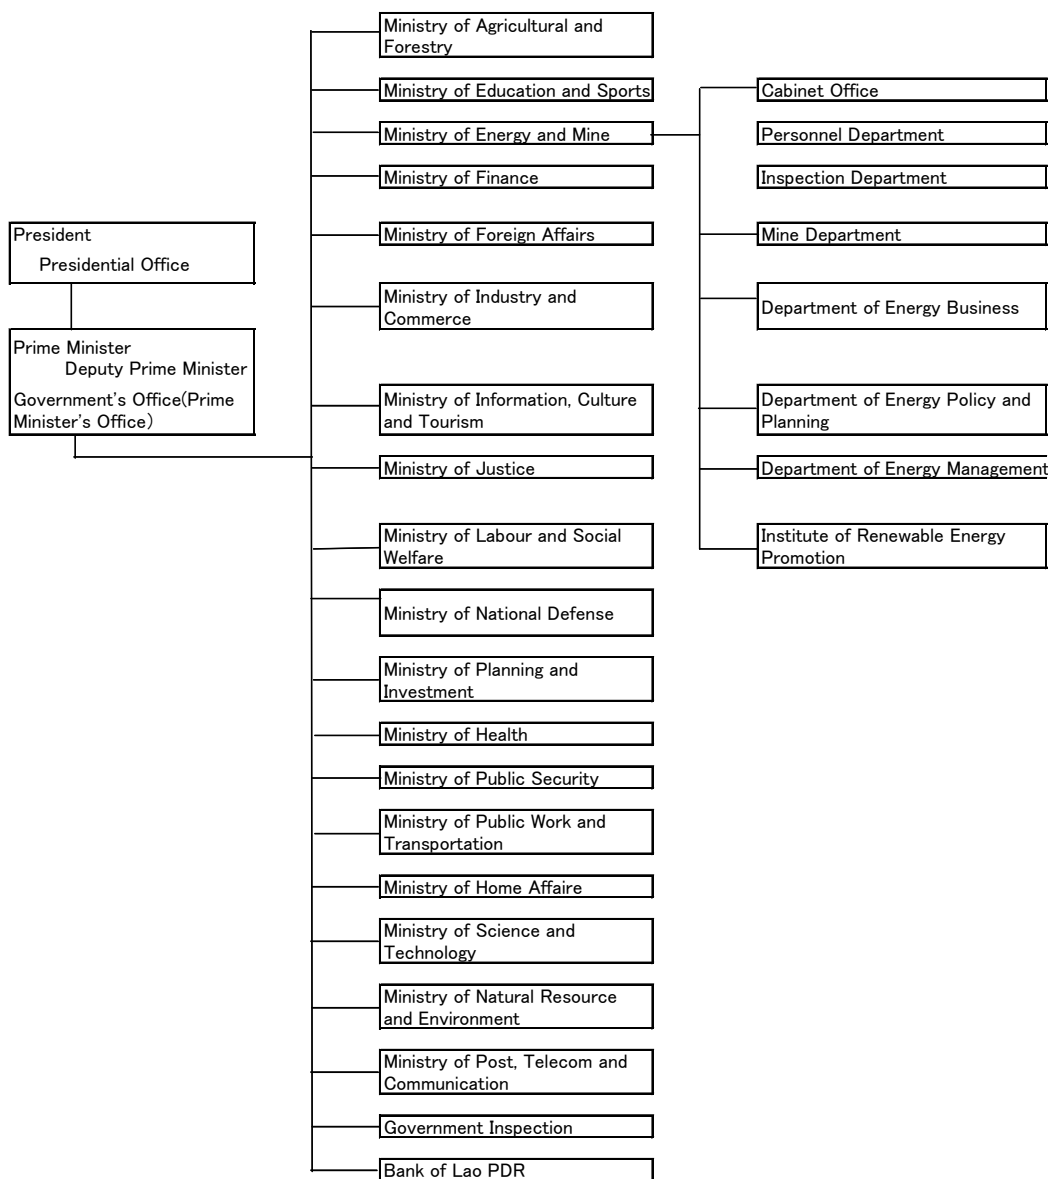 President
Presidential Office
Prime Minister
Deputy Prime Minister
Government's Office(Prime
Minister's Office)
Ministry of Agricultural and
Forestry
Ministry of Education and Sports
Ministry of Energy and Mine
Ministry of Finance
Ministry of Foreign Affairs
Ministry of Industry and
Commerce
Ministry of Information, Culture
and Tourism
Ministry of Justice
Ministry of Labour and Social
Welfare
Ministry of National Defense
Ministry of Planning and
Investment
Ministry of Health
Ministry of Public Security
Ministry of Public Work and
Transportation
Ministry of Home Affaire
Ministry of Science and
Technology
Ministry of Natural Resource
and Environment
Ministry of Post, Telecom and
Communication
Government Inspection
Bank of Lao PDR
Cabinet Office
Personnel Department
Inspection Department
Mine Department
Department of Energy Business
Department of Energy Policy and
Planning
Department of Energy Management
Institute of Renewable Energy
Promotion